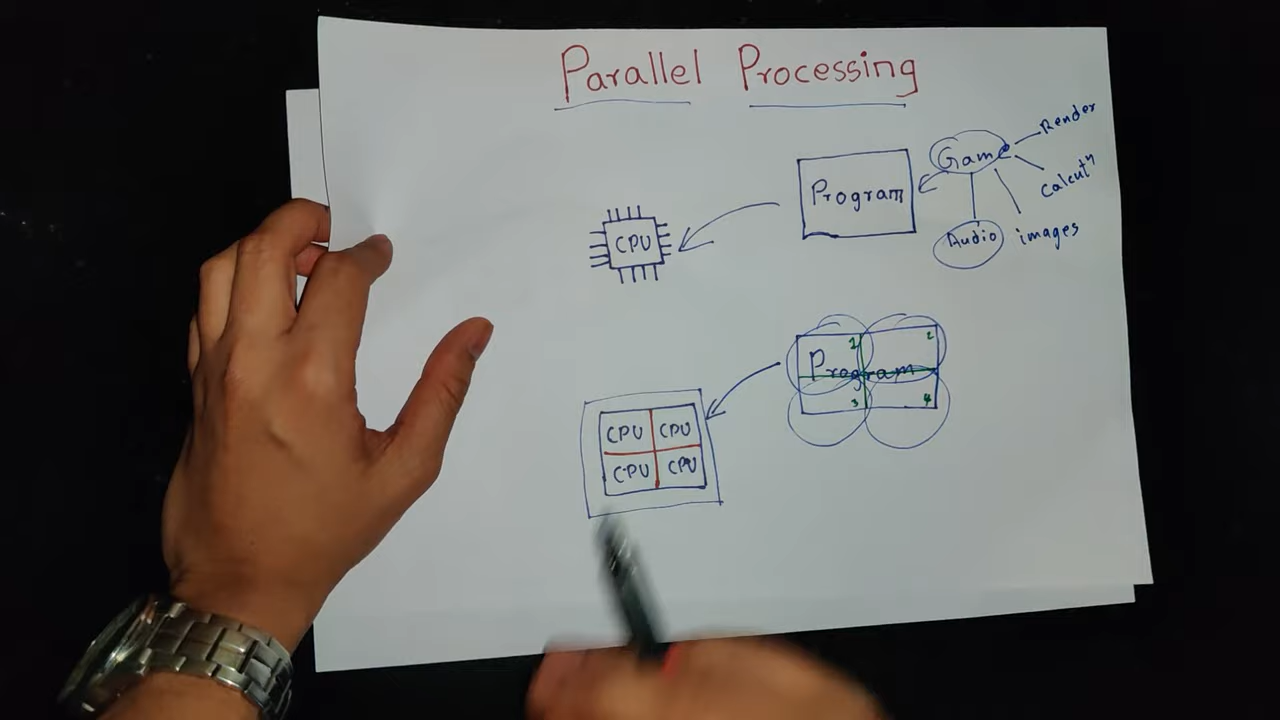 Parallel Processing
Render
Game
Program
Calcutⁿ
Audio
images
CPU
1 2
Program
3 4
CPU CPU
CPU CPU